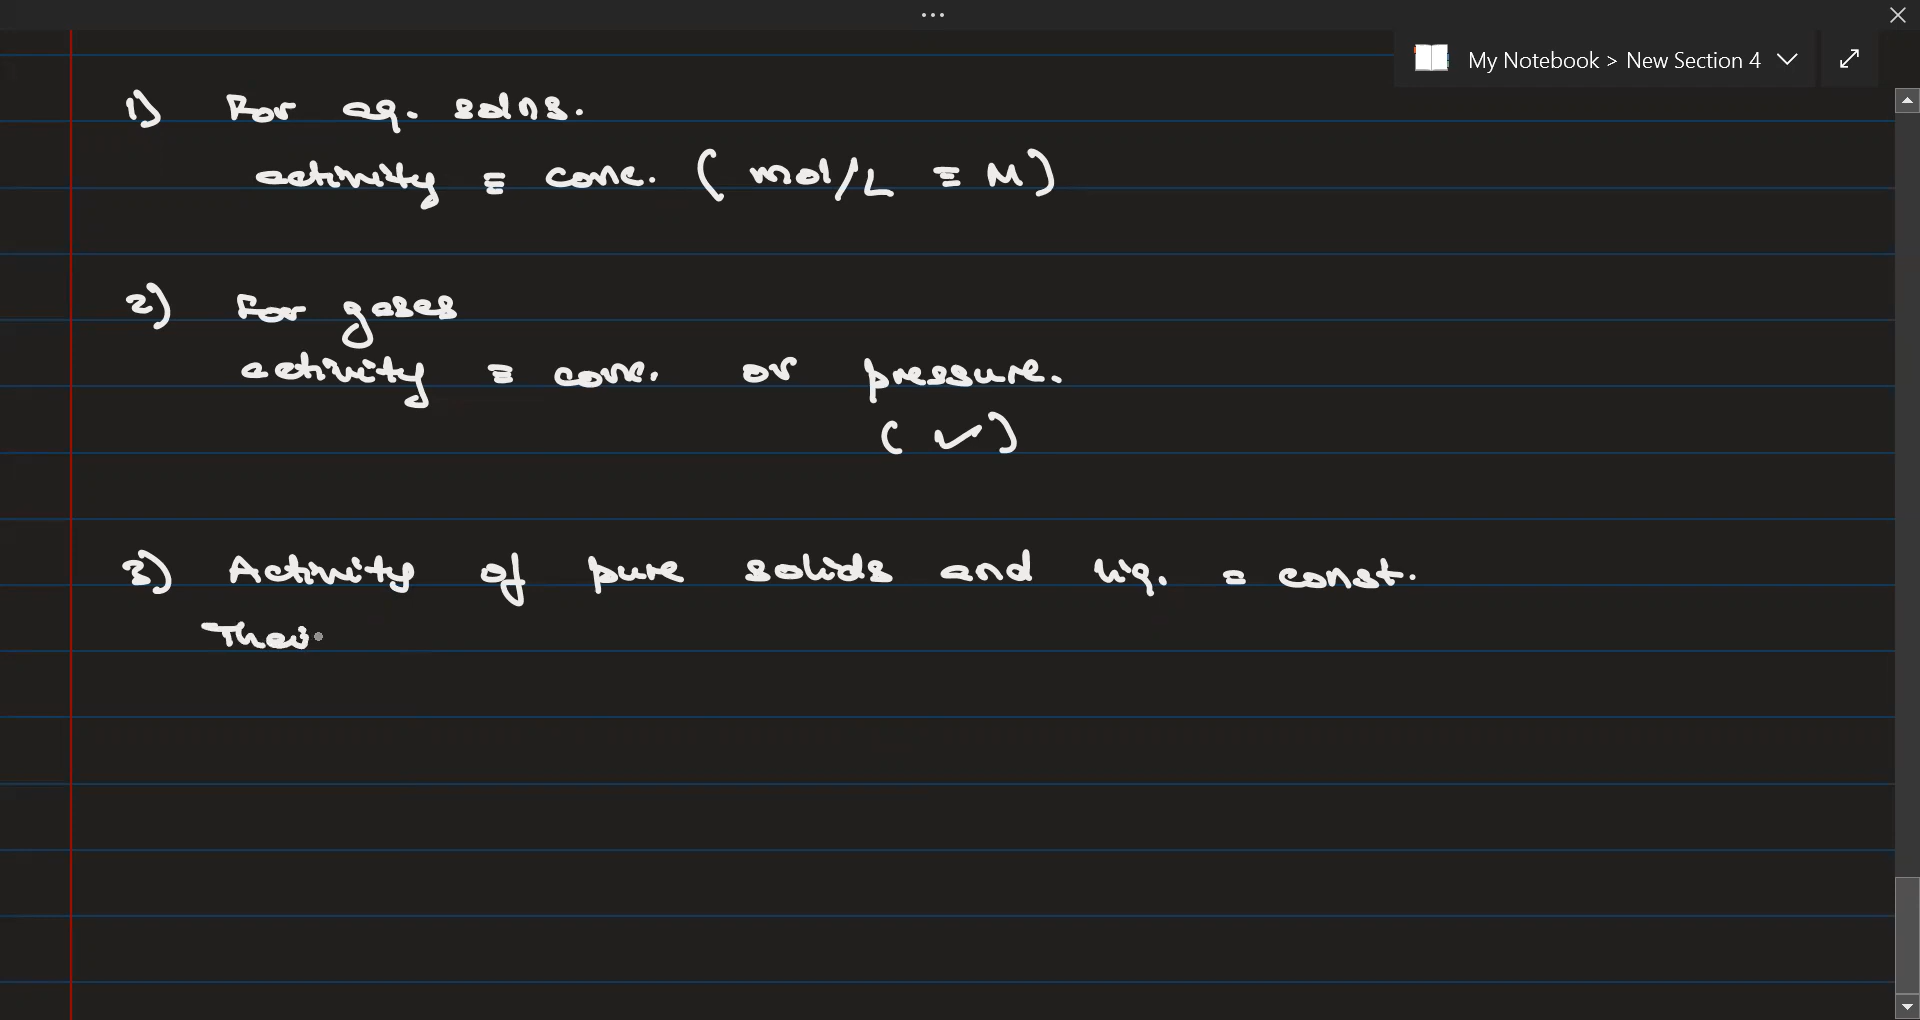 ...
My Notebook > New Section 4
1) For aq. solns.
activity ≡ conc. ( mol/L ≡ M )
2) For gases
activity ≡ conc. or pressure.
( ✓ )
3) Activity of pure solids and liq. = const.
Thei